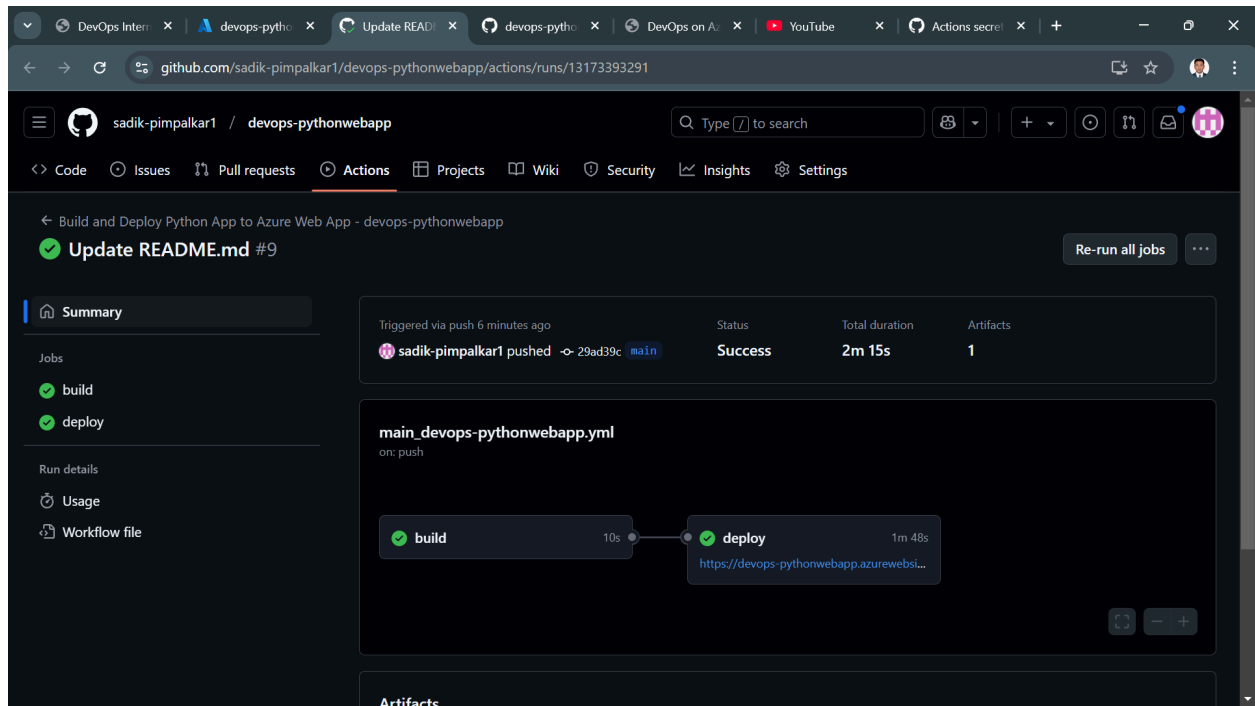 DevOps Intern
devops-pytho
Update READM
devops-pytho
DevOps on Az
YouTube
Actions secret
github.com/sadik-pimpalkar1/devops-pythonwebapp/actions/runs/13173393291
sadik-pimpalkar1 / devops-pythonwebapp
Type / to search
Code
Issues
Pull requests
Actions
Projects
Wiki
Security
Insights
Settings
Build and Deploy Python App to Azure Web App - devops-pythonwebapp
Update README.md #9
Re-run all jobs
Summary
Jobs
build
deploy
Run details
Usage
Workflow file
Triggered via push 6 minutes ago
sadik-pimpalkar1 pushed 29ad39c main
Status
Success
Total duration
2m 15s
Artifacts
1
main_devops-pythonwebapp.yml
on: push
build 10s
deploy 1m 48s
https://devops-pythonwebapp.azurewebsi...
Artifacts